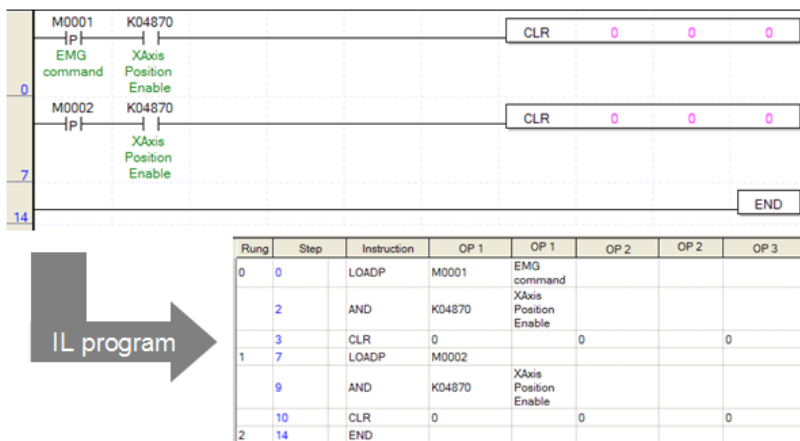 M0001 K04870
P
CLR 0 0 0
EMG command
XAxis Position Enable
0
M0002 K04870
P
CLR 0 0 0
XAxis Position Enable
7
END
14
IL program
Rung Step Instruction OP 1 OP 1 OP 2 OP 2 OP 3
0 0 LOADP M0001 EMG command
2 AND K04870 XAxis Position Enable
3 CLR 0 0 0
1 7 LOADP M0002
9 AND K04870 XAxis Position Enable
10 CLR 0 0 0
2 14 END